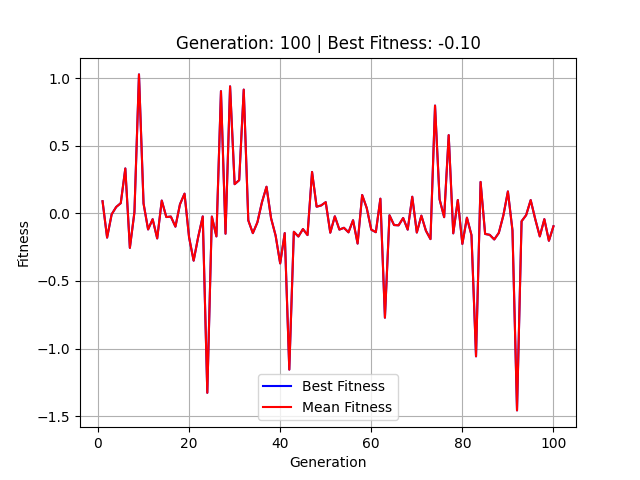 Generation: 100 | Best Fitness: -0.10
1.0
0.5
0.0
−0.5
−1.0
−1.5
Fitness
Best Fitness
Mean Fitness
0 20 40 60 80 100
Generation